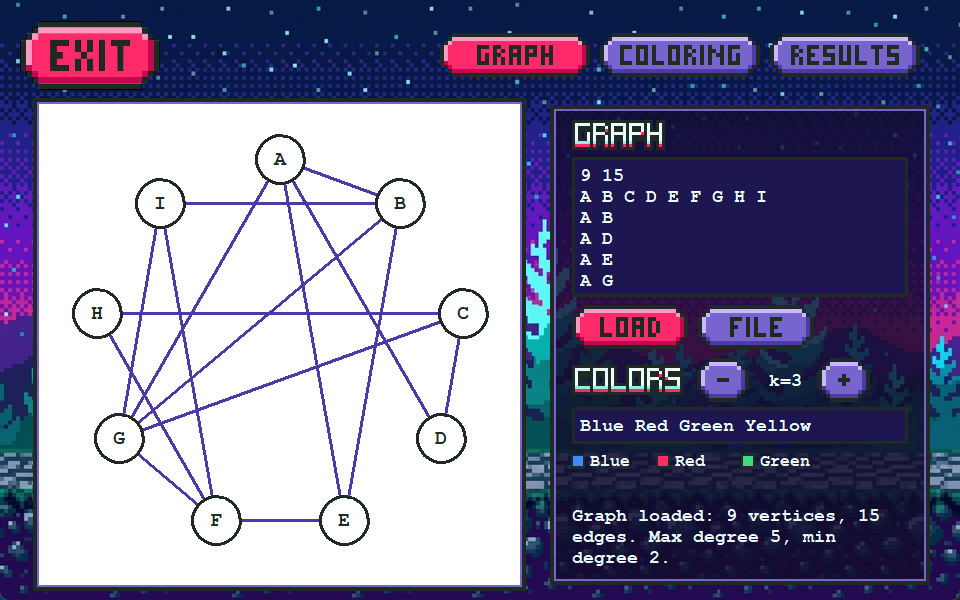 EXIT
GRAPH COLORING RESULTS
A
I B
H C
G D
F E
GRAPH
9 15
A B C D E F G H I
A B
A D
A E
A G
LOAD FILE
COLORS - k=3 +
Blue Red Green Yellow
Blue Red Green
Graph loaded: 9 vertices, 15
edges. Max degree 5, min
degree 2.